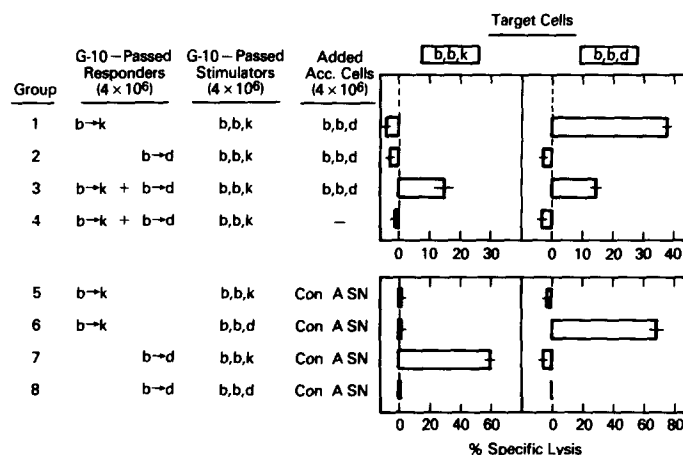 Target Cells
G-10 – Passed Responders (4 × 10⁶)
G-10 – Passed Stimulators (4 × 10⁶)
Added Acc. Cells (4 × 10⁶)
b,b,k
b,b,d
Group
1 b→k b,b,k b,b,d
2 b→d b,b,k b,b,d
3 b→k + b→d b,b,k b,b,d
4 b→k + b→d b,b,k –
0 10 20 30 0 10 20 30 40
5 b→k b,b,k Con A SN
6 b→k b,b,d Con A SN
7 b→d b,b,k Con A SN
8 b→d b,b,d Con A SN
0 20 40 60 0 20 40 60 80
% Specific Lysis